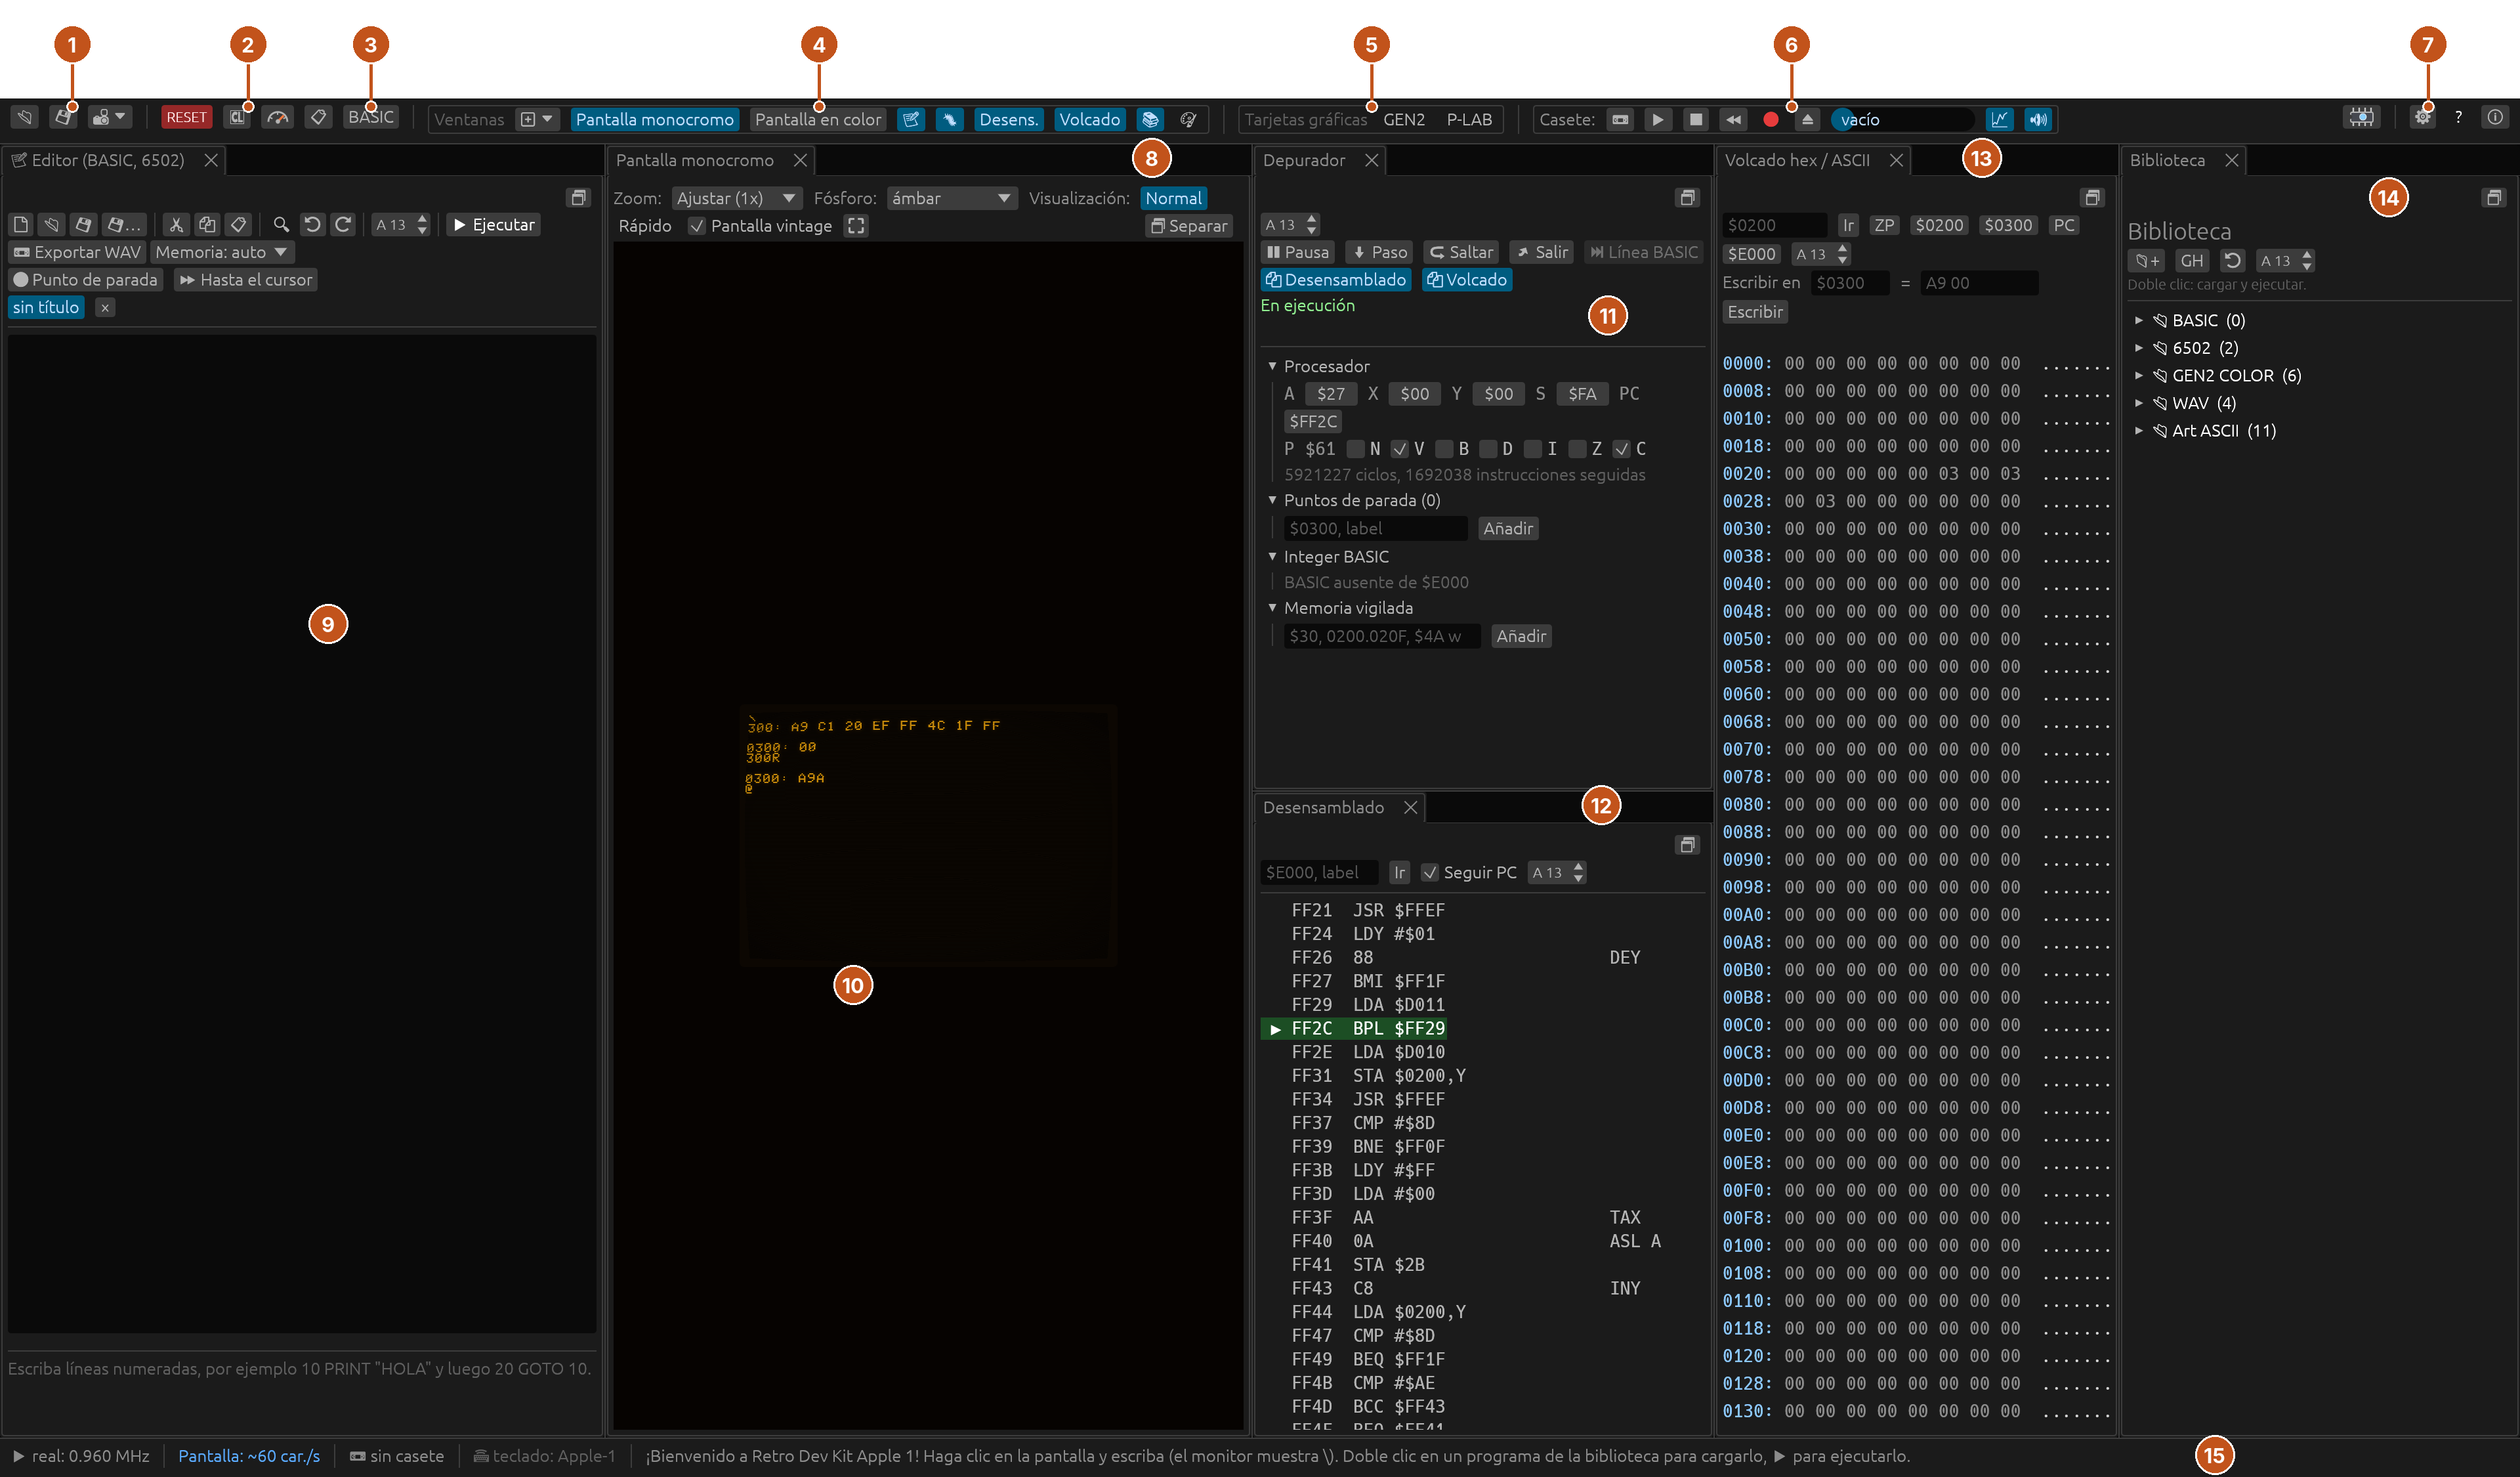 1 2 3 4 5 6 7
RESET CL BASIC Ventanas Pantalla monocromo Pantalla en color Desens. Volcado Tarjetas gráficas GEN2 P-LAB Casete: vacío ?
Editor (BASIC, 6502)
A 13 Ejecutar
Exportar WAV Memoria: auto
Punto de parada Hasta el cursor
sin título x
9
Escriba líneas numeradas, por ejemplo 10 PRINT "HOLA" y luego 20 GOTO 10.
Pantalla monocromo 8
Zoom: Ajustar (1x) Fósforo: ámbar Visualización: Normal
Rápido Pantalla vintage Separar
\
300: A9 C1 20 EF FF 4C 1F FF
0300: 00
300R
0300: A9A
@
10
Depurador
A 13
Pausa Paso Saltar Salir Línea BASIC
Desensamblado Volcado
En ejecución
11
Procesador
A $27 X $00 Y $00 S $FA PC
$FF2C
P $61 N V B D I Z C
5921227 ciclos, 1692038 instrucciones seguidas
Puntos de parada (0)
$0300, label Añadir
Integer BASIC
BASIC ausente de $E000
Memoria vigilada
$30, 0200.020F, $4A w Añadir
Desensamblado 12
$E000, label Ir Seguir PC A 13
FF21 JSR $FFEF
FF24 LDY #$01
FF26 88 DEY
FF27 BMI $FF1F
FF29 LDA $D011
FF2C BPL $FF29
FF2E LDA $D010
FF31 STA $0200,Y
FF34 JSR $FFEF
FF37 CMP #$8D
FF39 BNE $FF0F
FF3B LDY #$FF
FF3D LDA #$00
FF3F AA TAX
FF40 0A ASL A
FF41 STA $2B
FF43 C8 INY
FF44 LDA $0200,Y
FF47 CMP #$8D
FF49 BEQ $FF1F
FF4B CMP #$AE
FF4D BCC $FF43
FF4F BEQ $FF41
Volcado hex / ASCII 13
$0200 Ir ZP $0200 $0300 PC
$E000 A 13
Escribir en $0300 = A9 00
Escribir
0000: 00 00 00 00 00 00 00 00 .......
0008: 00 00 00 00 00 00 00 00 .......
0010: 00 00 00 00 00 00 00 00 .......
0018: 00 00 00 00 00 00 00 00 .......
0020: 00 00 00 00 00 03 00 03 .......
0028: 00 03 00 00 00 00 00 00 .......
0030: 00 00 00 00 00 00 00 00 .......
0038: 00 00 00 00 00 00 00 00 .......
0040: 00 00 00 00 00 00 00 00 .......
0048: 00 00 00 00 00 00 00 00 .......
0050: 00 00 00 00 00 00 00 00 .......
0058: 00 00 00 00 00 00 00 00 .......
0060: 00 00 00 00 00 00 00 00 .......
0068: 00 00 00 00 00 00 00 00 .......
0070: 00 00 00 00 00 00 00 00 .......
0078: 00 00 00 00 00 00 00 00 .......
0080: 00 00 00 00 00 00 00 00 .......
0088: 00 00 00 00 00 00 00 00 .......
0090: 00 00 00 00 00 00 00 00 .......
0098: 00 00 00 00 00 00 00 00 .......
00A0: 00 00 00 00 00 00 00 00 .......
00A8: 00 00 00 00 00 00 00 00 .......
00B0: 00 00 00 00 00 00 00 00 .......
00B8: 00 00 00 00 00 00 00 00 .......
00C0: 00 00 00 00 00 00 00 00 .......
00C8: 00 00 00 00 00 00 00 00 .......
00D0: 00 00 00 00 00 00 00 00 .......
00D8: 00 00 00 00 00 00 00 00 .......
00E0: 00 00 00 00 00 00 00 00 .......
00E8: 00 00 00 00 00 00 00 00 .......
00F0: 00 00 00 00 00 00 00 00 .......
00F8: 00 00 00 00 00 00 00 00 .......
0100: 00 00 00 00 00 00 00 00 .......
0108: 00 00 00 00 00 00 00 00 .......
0110: 00 00 00 00 00 00 00 00 .......
0118: 00 00 00 00 00 00 00 00 .......
0120: 00 00 00 00 00 00 00 00 .......
0128: 00 00 00 00 00 00 00 00 .......
0130: 00 00 00 00 00 00 00 00 .......
Biblioteca
14
Biblioteca
+ GH A 13
Doble clic: cargar y ejecutar.
BASIC (0)
6502 (2)
GEN2 COLOR (6)
WAV (4)
Art ASCII (11)
real: 0.960 MHz Pantalla: ~60 car./s sin casete teclado: Apple-1 ¡Bienvenido a Retro Dev Kit Apple 1! Haga clic en la pantalla y escriba (el monitor muestra \). Doble clic en un programa de la biblioteca para cargarlo, ▶ para ejecutarlo. 15